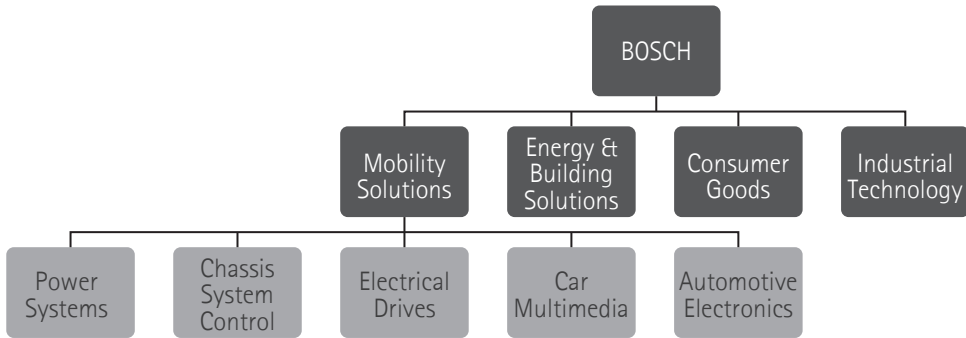 BOSCH
Mobility
Solutions
Energy &
Building
Solutions
Consumer
Goods
Industrial
Technology
Power
Systems
Chassis
System
Control
Electrical
Drives
Car
Multimedia
Automotive
Electronics